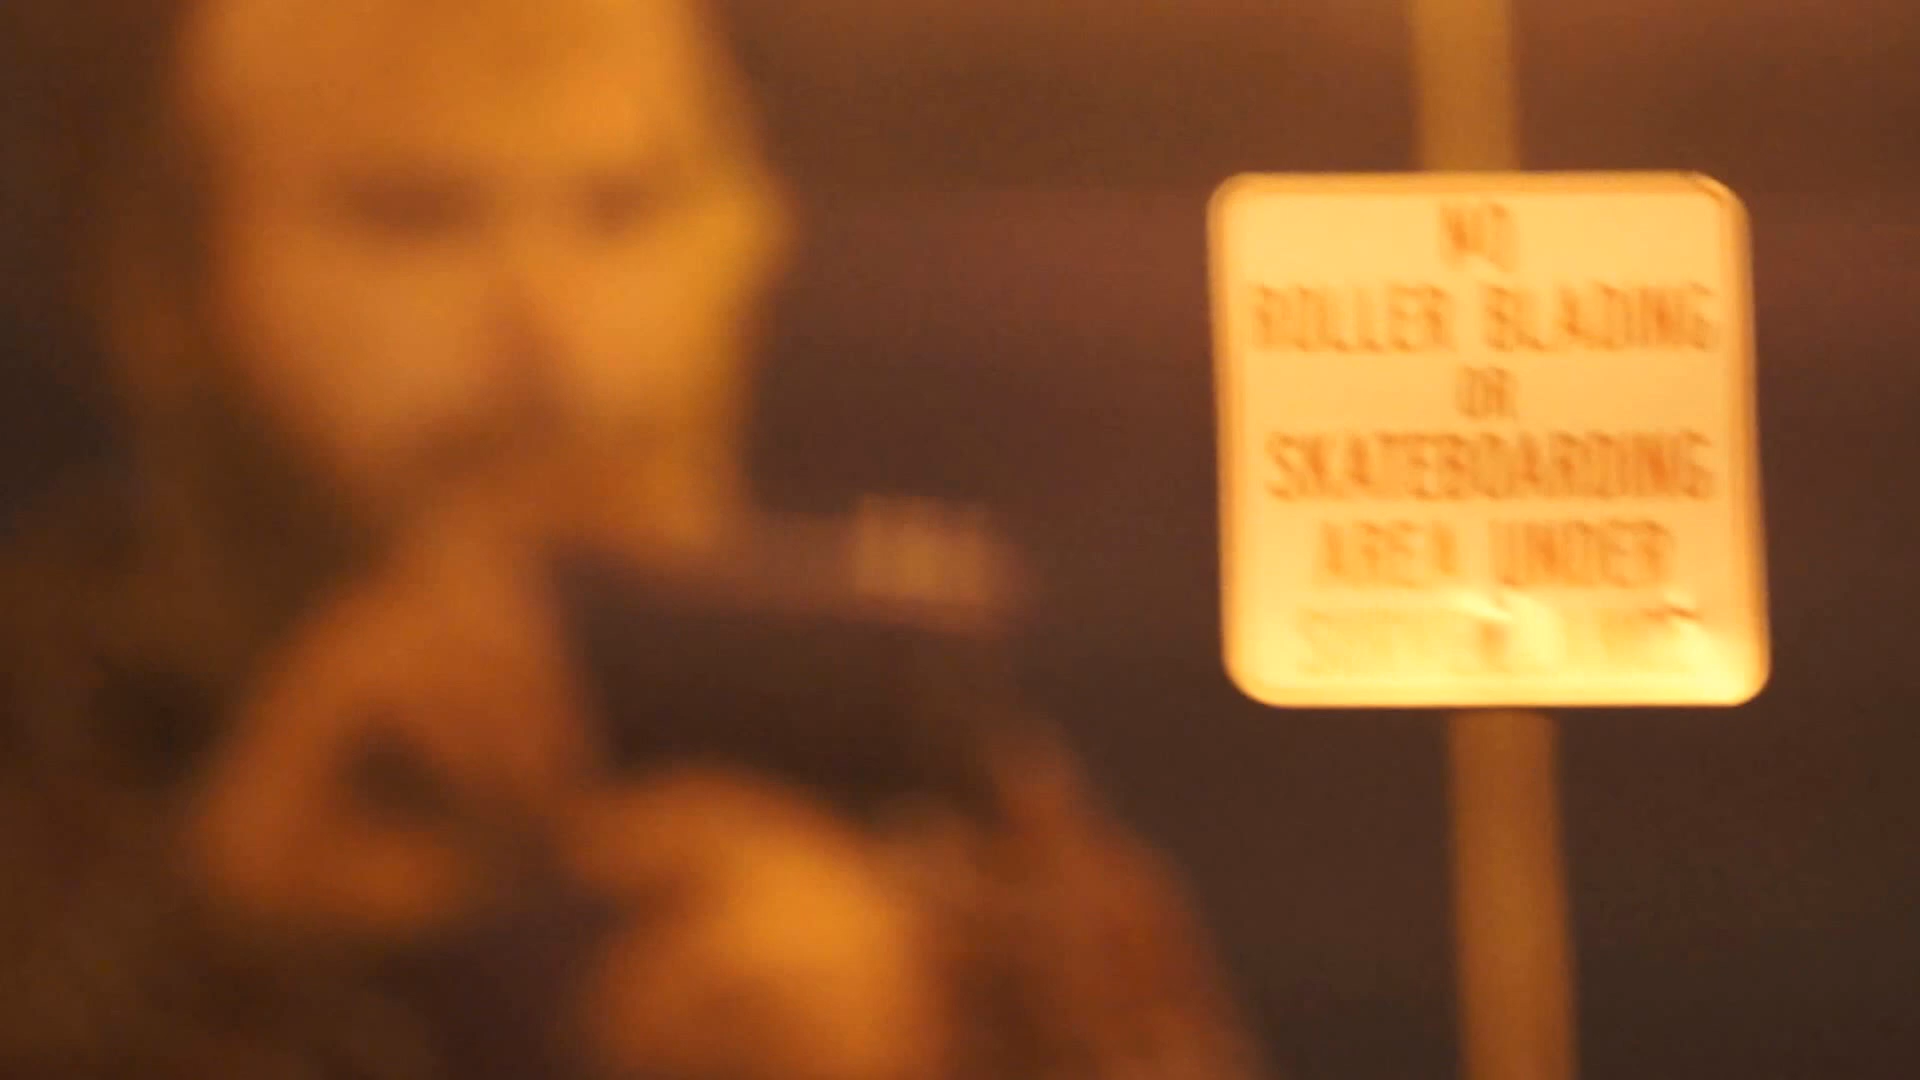 NO
ROLLER BLADING
OR
SKATEBOARDING
AREA UNDER